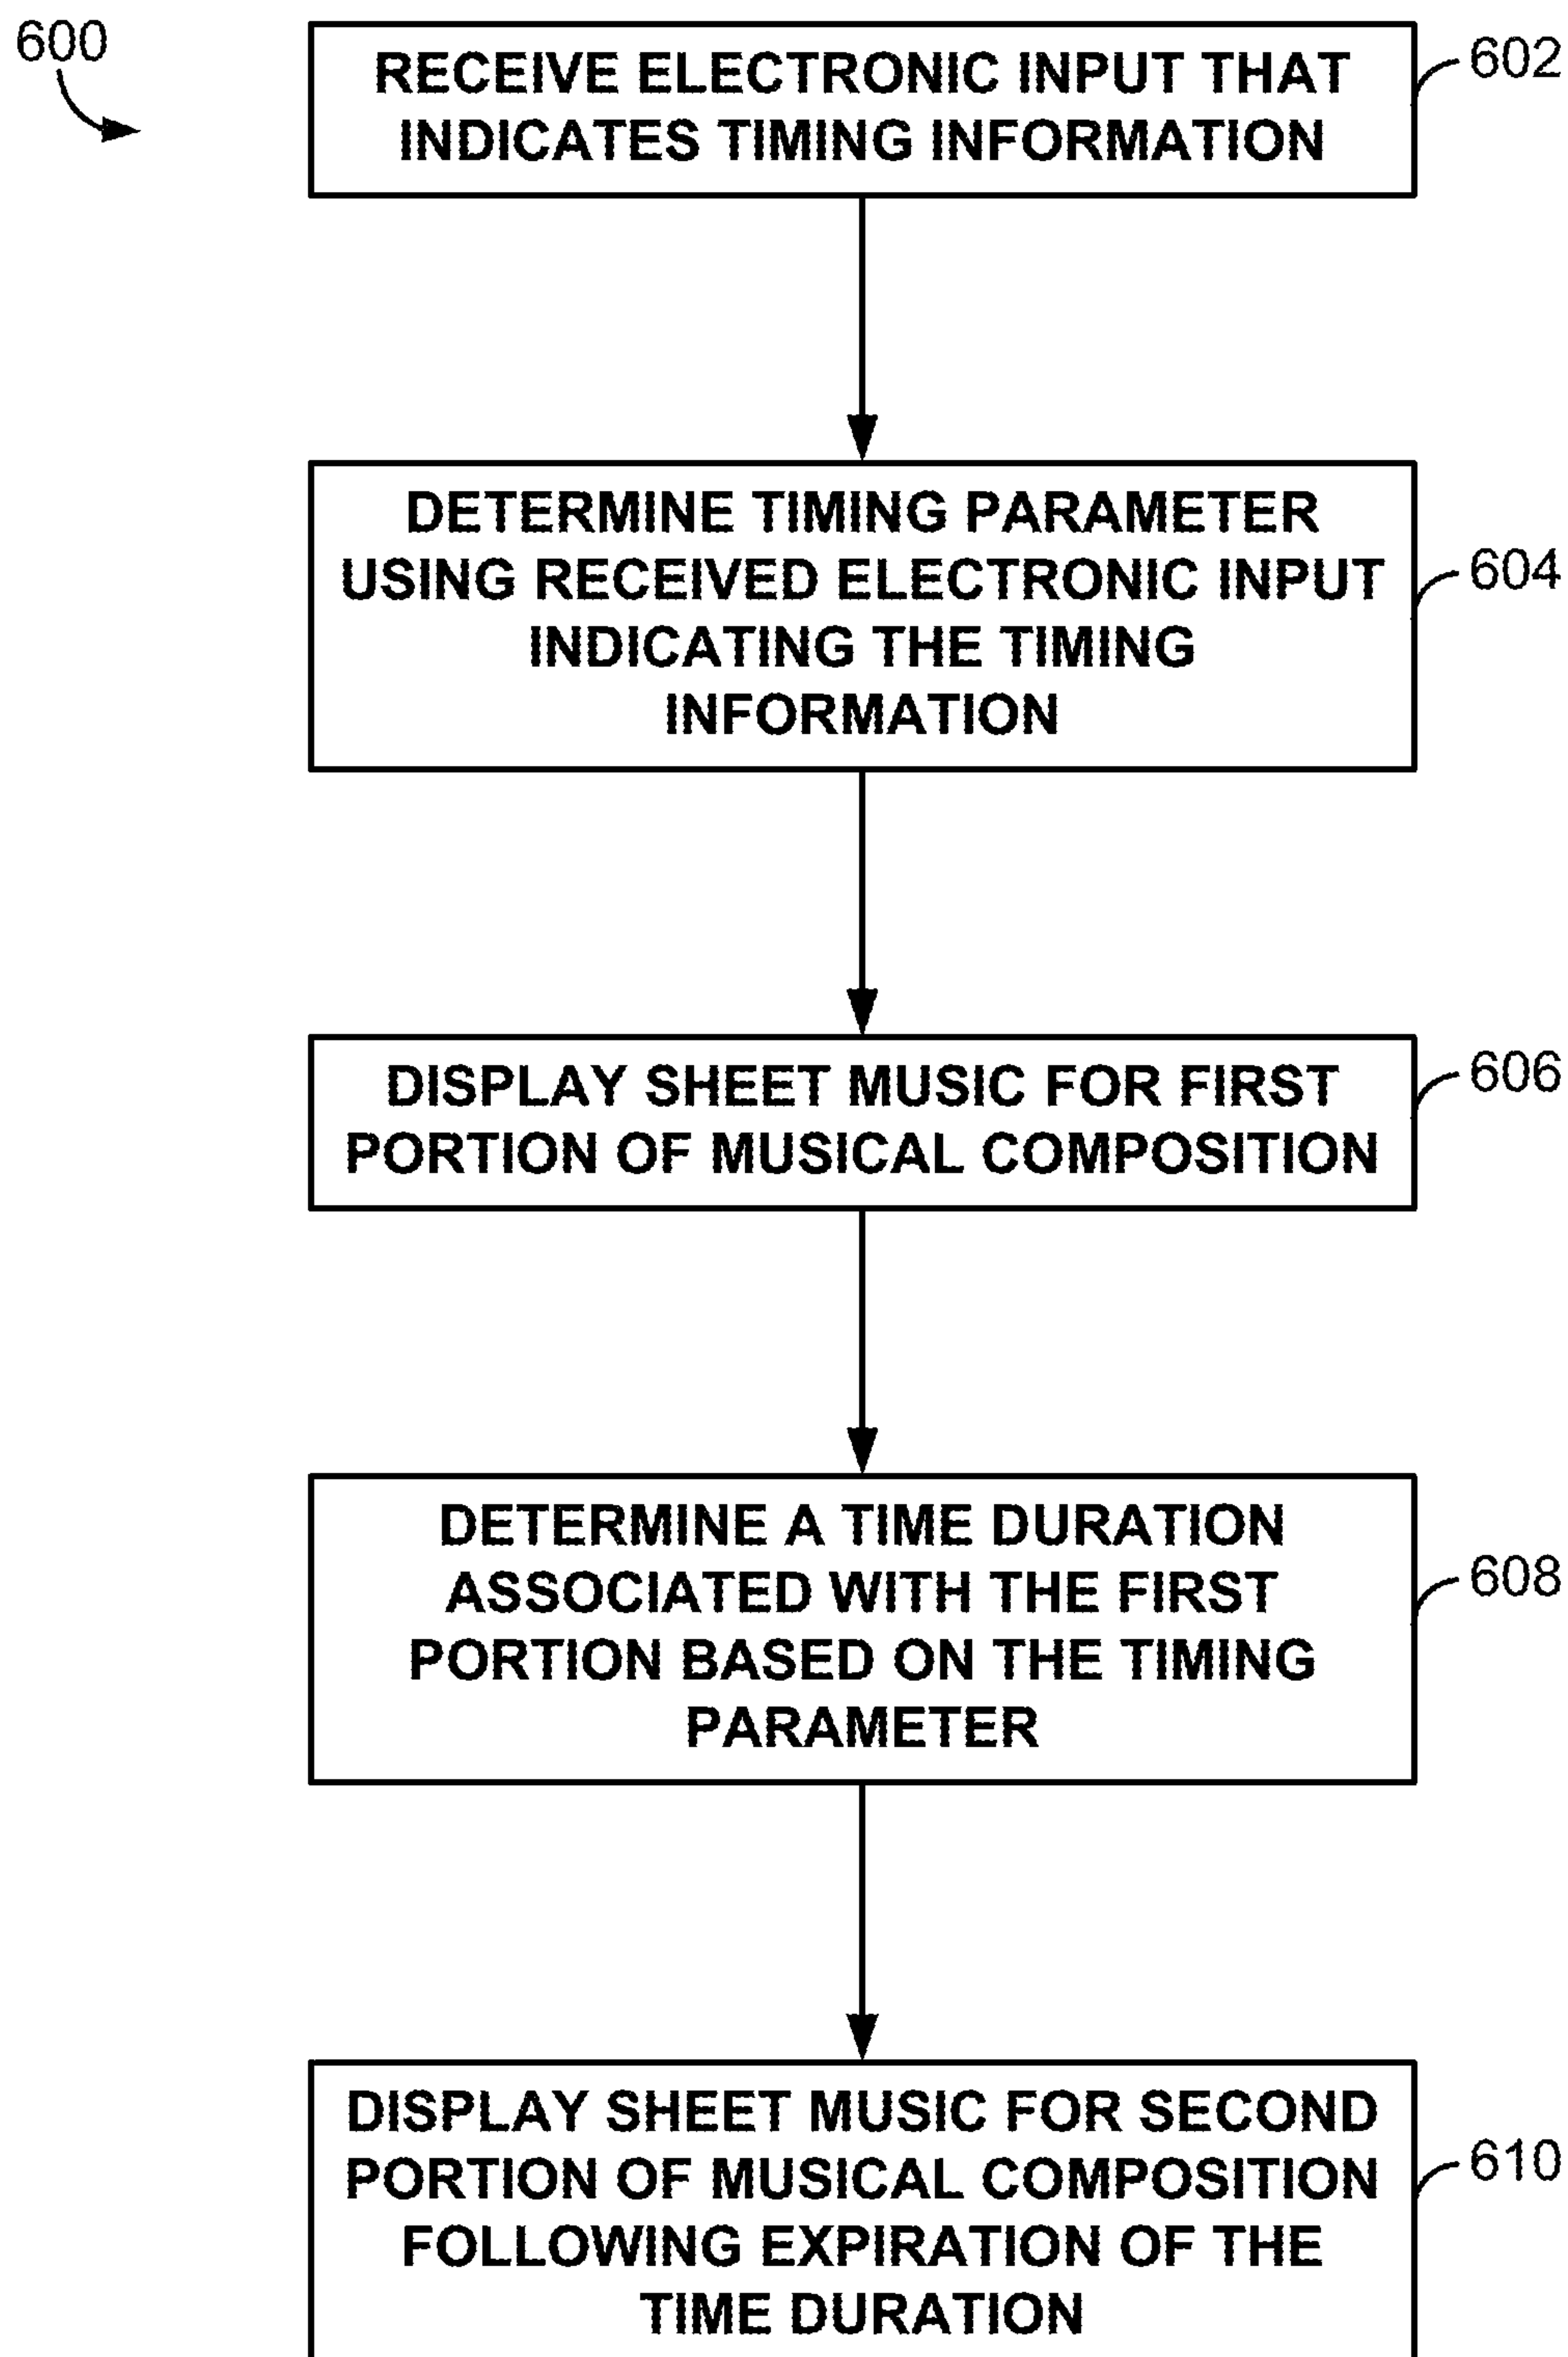 600
RECEIVE ELECTRONIC INPUT THAT
INDICATES TIMING INFORMATION
602
DETERMINE TIMING PARAMETER
USING RECEIVED ELECTRONIC INPUT
INDICATING THE TIMING
INFORMATION
604
DISPLAY SHEET MUSIC FOR FIRST
PORTION OF MUSICAL COMPOSITION
606
DETERMINE A TIME DURATION
ASSOCIATED WITH THE FIRST
PORTION BASED ON THE TIMING
PARAMETER
608
DISPLAY SHEET MUSIC FOR SECOND
PORTION OF MUSICAL COMPOSITION
FOLLOWING EXPIRATION OF THE
TIME DURATION
610